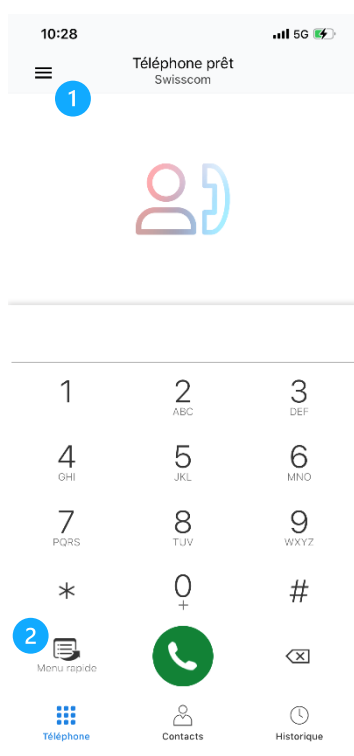 10:28
5G
Téléphone prêt
Swisscom
1
1
2
3
ABC
DEF
4
5
6
GHI
JKL
MNO
7
8
9
PQRS
TUV
WXYZ
*
0
#
+
2
Menu rapide
Téléphone
Contacts
Historique